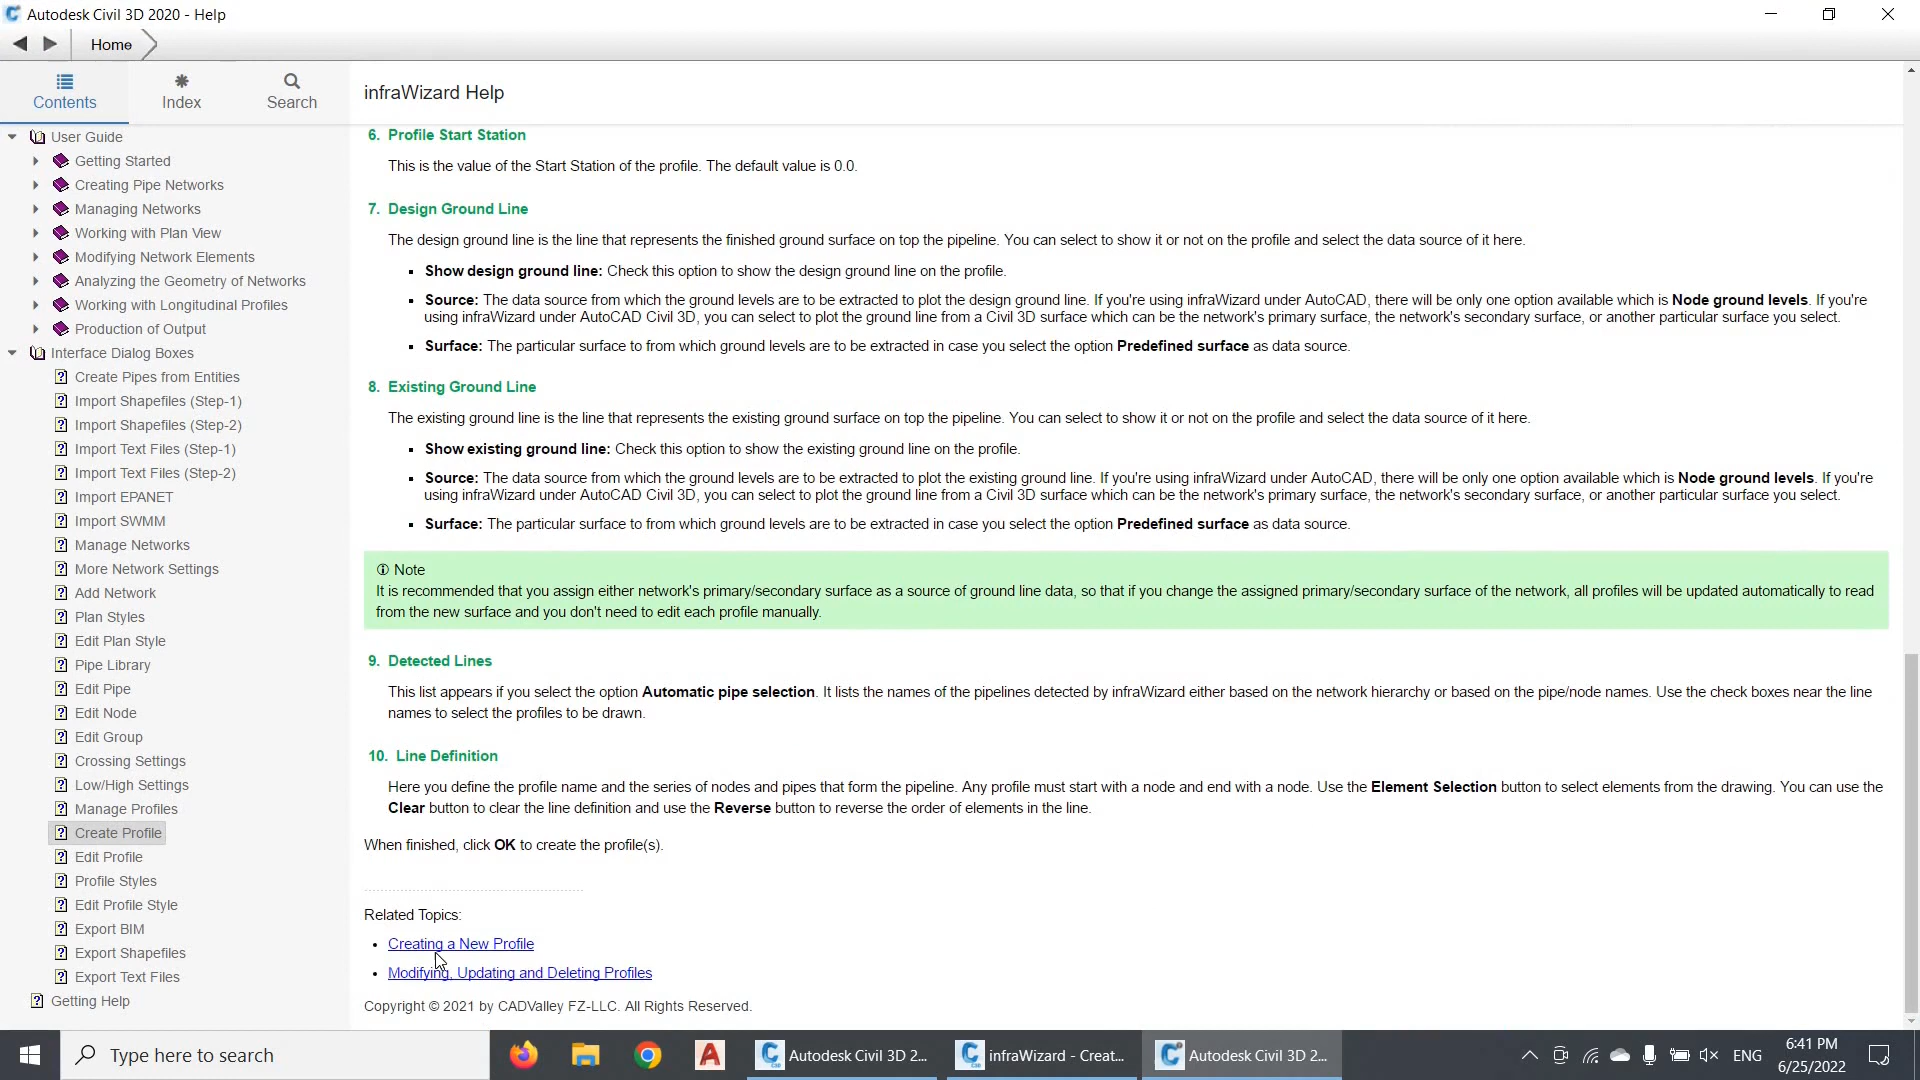 Autodesk Civil 3D 2020 - Help
Home
Contents
Index
Search
infraWizard Help
User Guide
Getting Started
Creating Pipe Networks
Managing Networks
Working with Plan View
Modifying Network Elements
Analyzing the Geometry of Networks
Working with Longitudinal Profiles
Production of Output
Interface Dialog Boxes
Create Pipes from Entities
Import Shapefiles (Step-1)
Import Shapefiles (Step-2)
Import Text Files (Step-1)
Import Text Files (Step-2)
Import EPANET
Import SWMM
Manage Networks
More Network Settings
Add Network
Plan Styles
Edit Plan Style
Pipe Library
Edit Pipe
Edit Node
Edit Group
Crossing Settings
Low/High Settings
Manage Profiles
Create Profile
Edit Profile
Profile Styles
Edit Profile Style
Export BIM
Export Shapefiles
Export Text Files
Getting Help
6. Profile Start Station
This is the value of the Start Station of the profile. The default value is 0.0.
7. Design Ground Line
The design ground line is the line that represents the finished ground surface on top the pipeline. You can select to show it or not on the profile and select the data source of it here.
▪ Show design ground line: Check this option to show the design ground line on the profile.
▪ Source: The data source from which the ground levels are to be extracted to plot the design ground line. If you're using infraWizard under AutoCAD, there will be only one option available which is Node ground levels. If you're
using infraWizard under AutoCAD Civil 3D, you can select to plot the ground line from a Civil 3D surface which can be the network's primary surface, the network's secondary surface, or another particular surface you select.
▪ Surface: The particular surface to from which ground levels are to be extracted in case you select the option Predefined surface as data source.
8. Existing Ground Line
The existing ground line is the line that represents the existing ground surface on top the pipeline. You can select to show it or not on the profile and select the data source of it here.
▪ Show existing ground line: Check this option to show the existing ground line on the profile.
▪ Source: The data source from which the ground levels are to be extracted to plot the existing ground line. If you're using infraWizard under AutoCAD, there will be only one option available which is Node ground levels. If you're
using infraWizard under AutoCAD Civil 3D, you can select to plot the ground line from a Civil 3D surface which can be the network's primary surface, the network's secondary surface, or another particular surface you select.
▪ Surface: The particular surface to from which ground levels are to be extracted in case you select the option Predefined surface as data source.
Note
It is recommended that you assign either network's primary/secondary surface as a source of ground line data, so that if you change the assigned primary/secondary surface of the network, all profiles will be updated automatically to read
from the new surface and you don't need to edit each profile manually.
9. Detected Lines
This list appears if you select the option Automatic pipe selection. It lists the names of the pipelines detected by infraWizard either based on the network hierarchy or based on the pipe/node names. Use the check boxes near the line
names to select the profiles to be drawn.
10. Line Definition
Here you define the profile name and the series of nodes and pipes that form the pipeline. Any profile must start with a node and end with a node. Use the Element Selection button to select elements from the drawing. You can use the
Clear button to clear the line definition and use the Reverse button to reverse the order of elements in the line.
When finished, click OK to create the profile(s).
Related Topics:
• Creating a New Profile
• Modifying, Updating and Deleting Profiles
Copyright © 2021 by CADValley FZ-LLC. All Rights Reserved.
Type here to search
Autodesk Civil 3D 2...
infraWizard - Creat...
Autodesk Civil 3D 2...
ENG
6:41 PM
6/25/2022